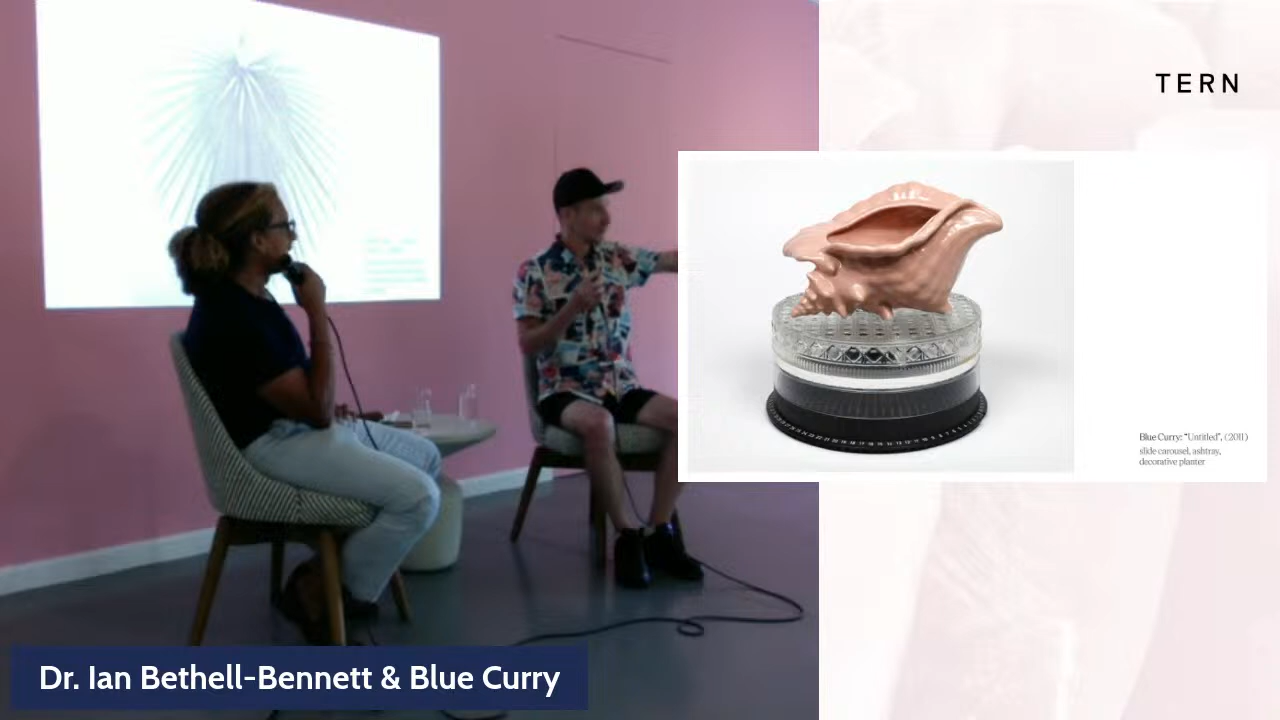 TERN
Blue Curry: "Untitled", (2011)
slide carousel, ashtray,
decorative planter
Dr. Ian Bethell-Bennett & Blue Curry